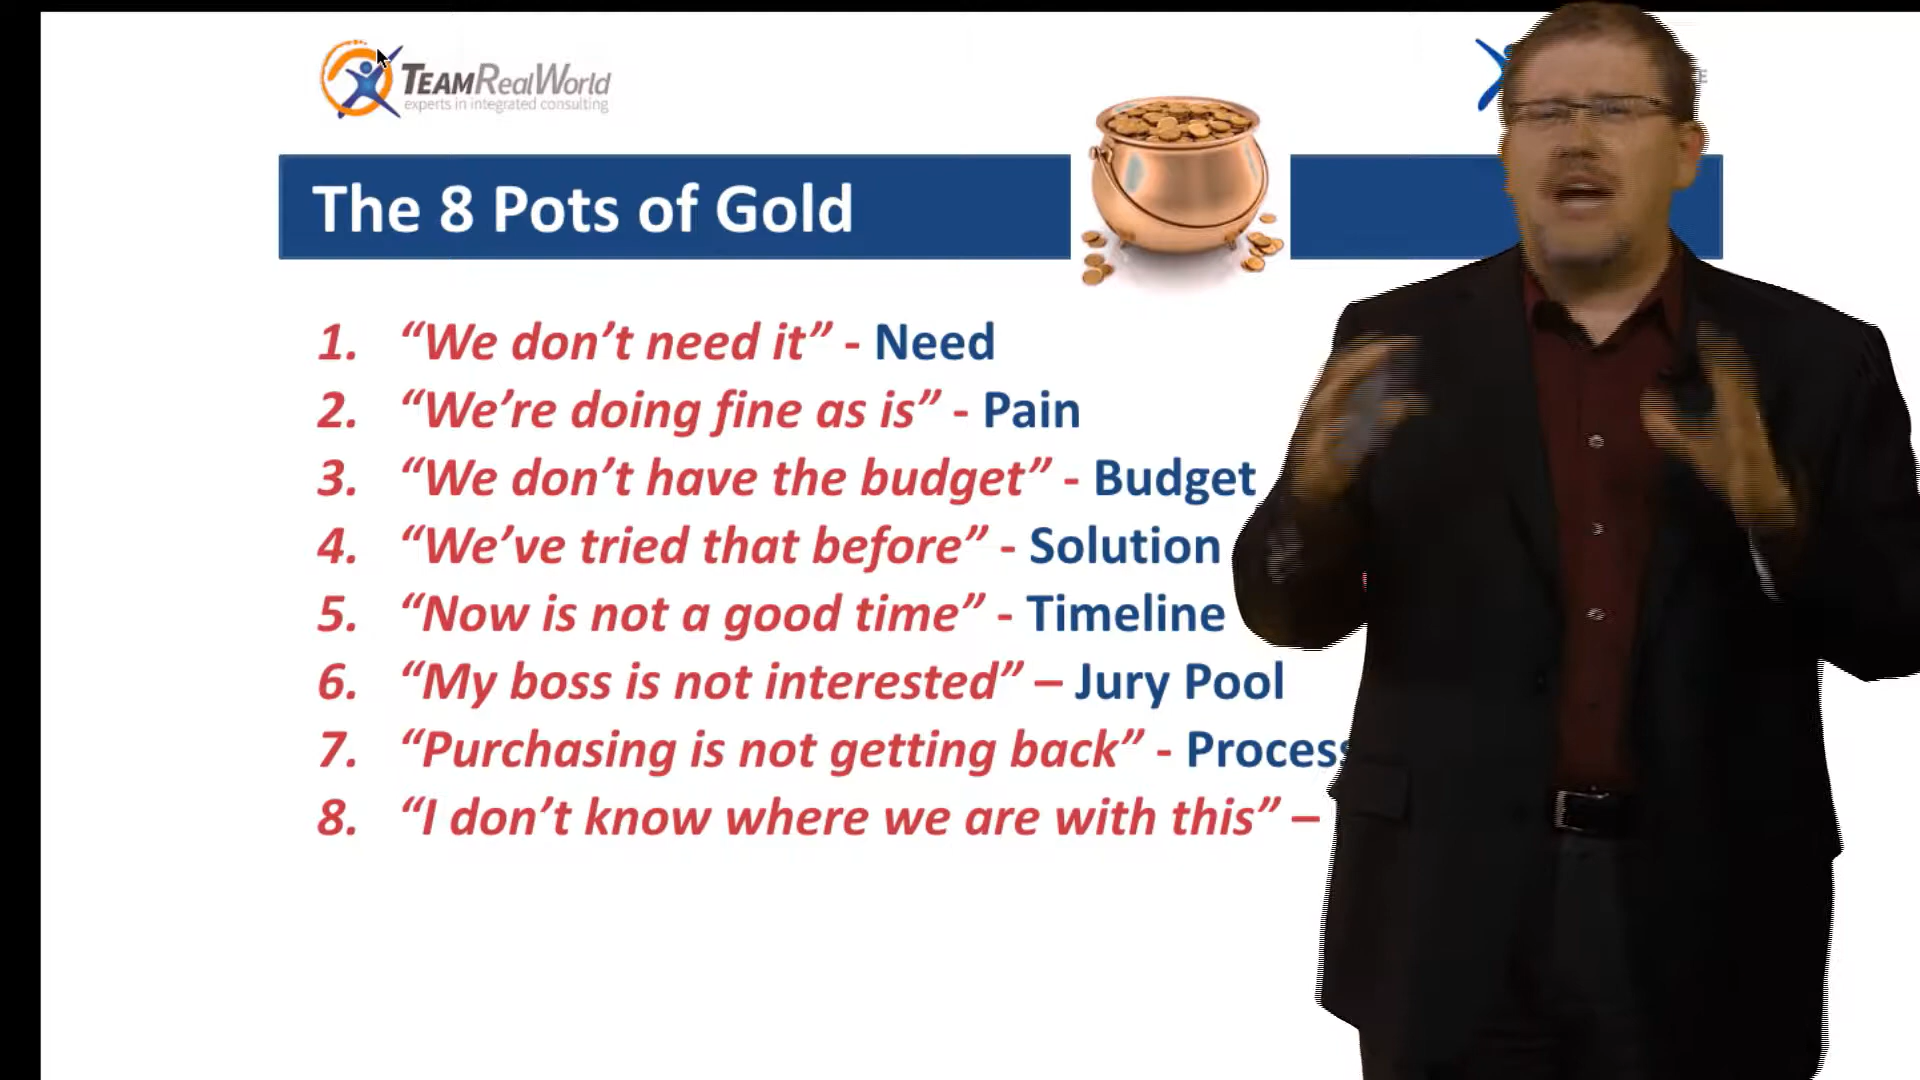 TEAMRealWorld
experts in integrated consulting
E
The 8 Pots of Gold
1. “We don’t need it” - Need
2. “We’re doing fine as is” - Pain
3. “We don’t have the budget” - Budget
4. “We’ve tried that before” - Solution
5. “Now is not a good time” - Timeline
6. “My boss is not interested” – Jury Pool
7. “Purchasing is not getting back” - Process
8. “I don’t know where we are with this” –